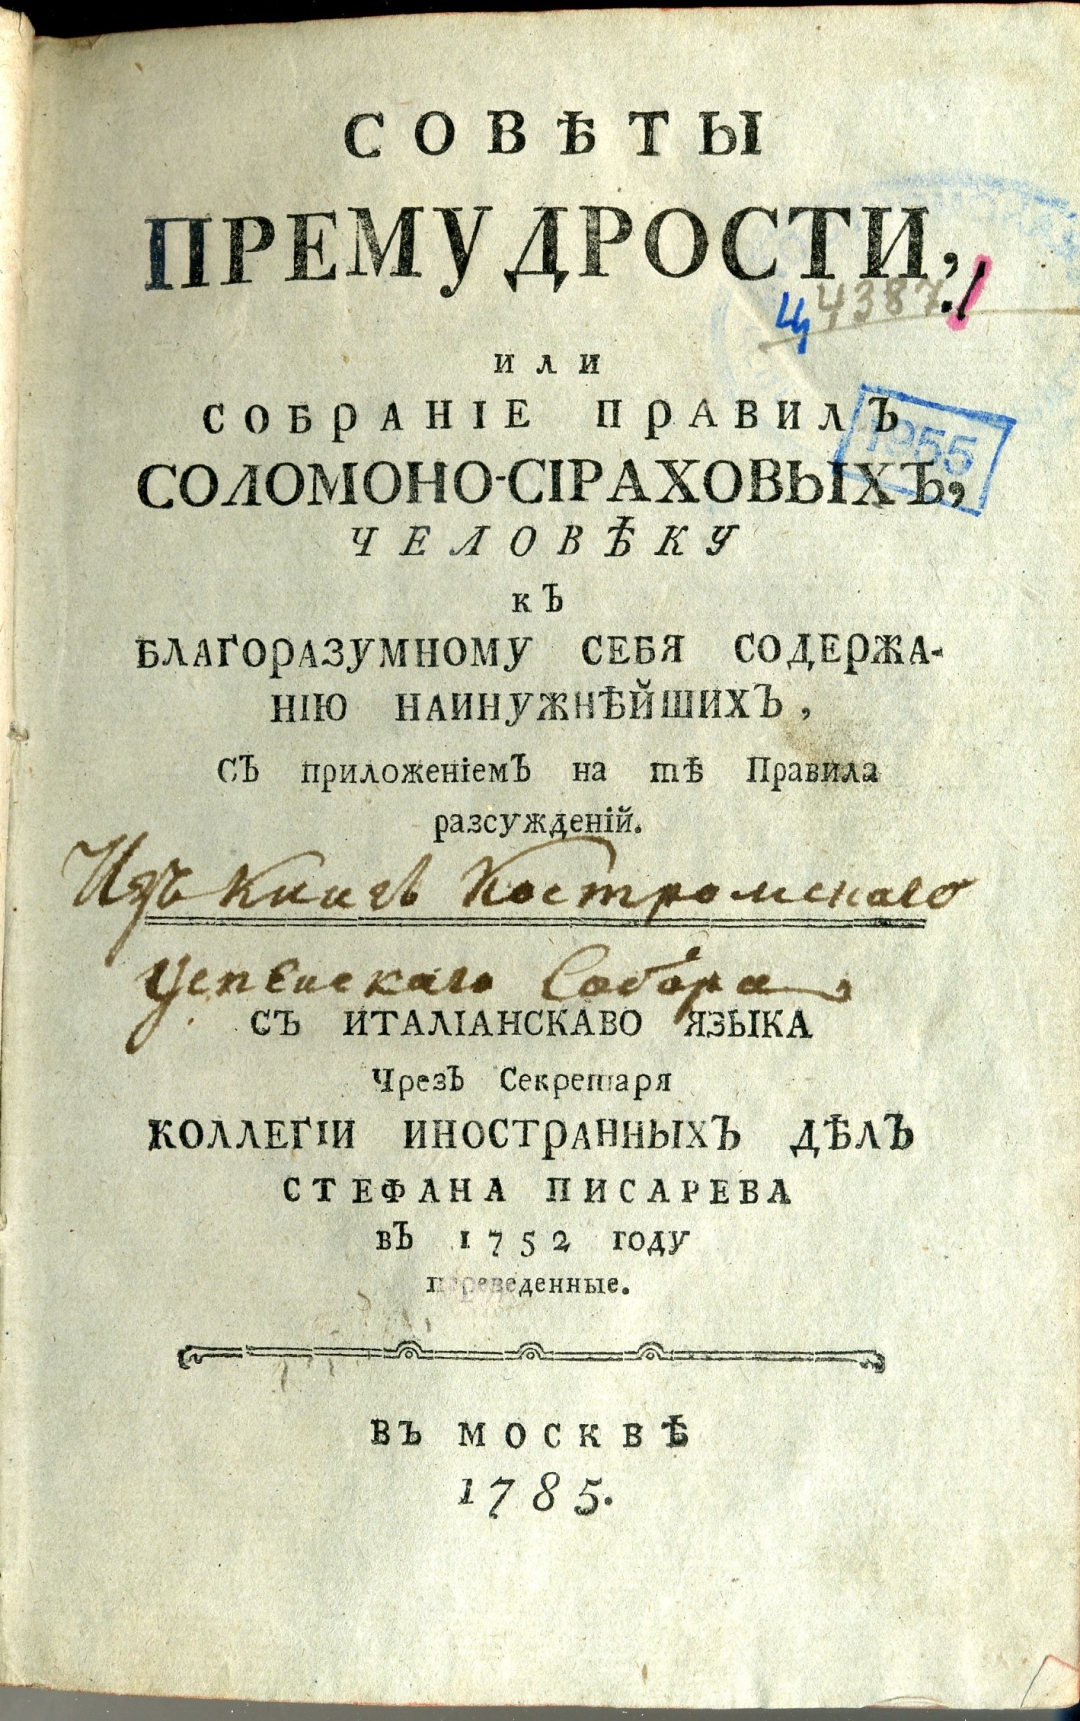 СОВѢТЫ
ПРЕМУДРОСТИ,
Ц 4387
или
СОБРАНІЕ ПРАВИЛЪ
1955
СОЛОМОНО-СІРАХОВЫХЪ,
ЧЕЛОВѢКУ
къ
БЛАГОРАЗУМНОМУ СЕБЯ СОДЕРЖА-
НІЮ НАИНУЖНѢЙШИХЪ,
Съ приложеніемъ на тѣ Правила
разсужденій.
Изъ книгъ Костромскаго
Успенскаго Собора
СЪ ИТАЛІАНСКАВО ЯЗЫКА
Чрезъ Секретаря
КОЛЛЕГІИ ИНОСТРАННЫХЪ ДѢЛЪ
СТЕФАНА ПИСАРЕВА
въ 1752 году
переведенные.
ВЪ МОСКВѢ
1785.